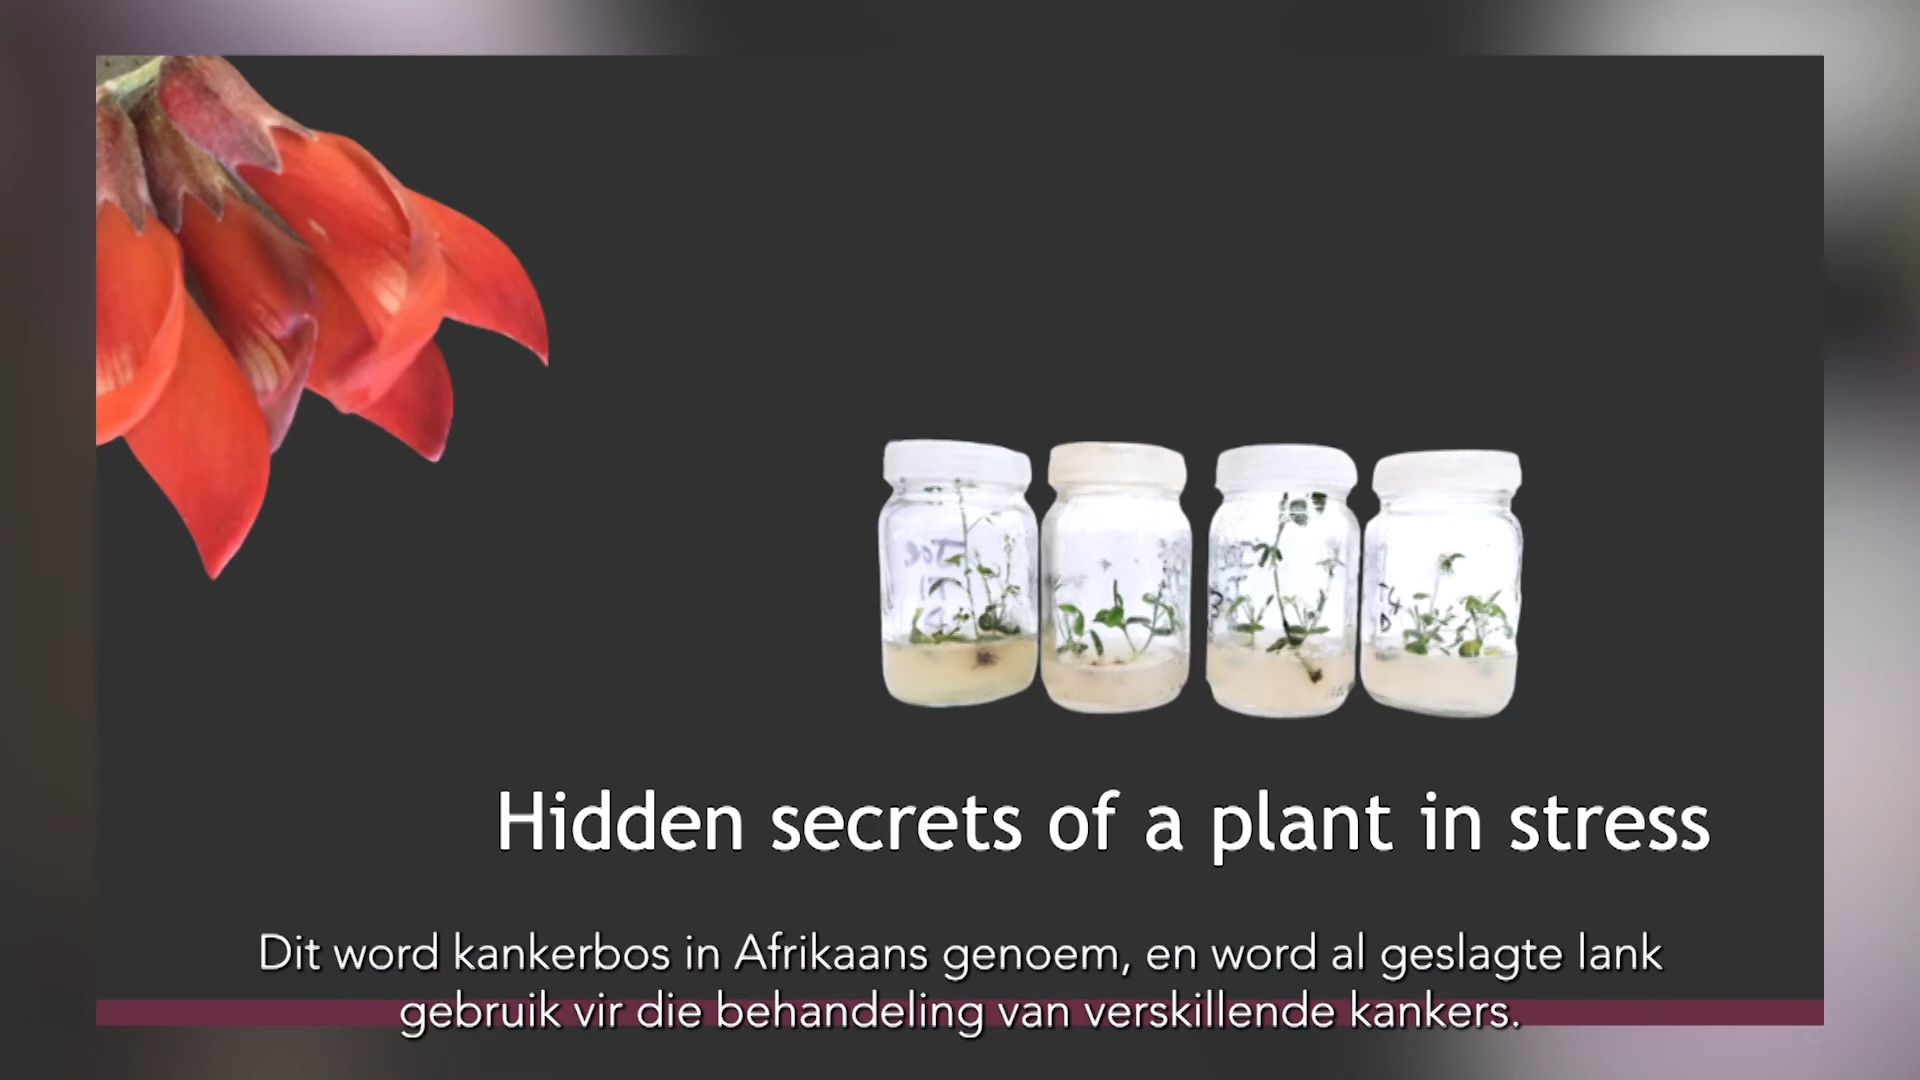 Hidden secrets of a plant in stress
Dit word kankerbos in Afrikaans genoem, en word al geslagte lank
gebruik vir die behandeling van verskillende kankers.